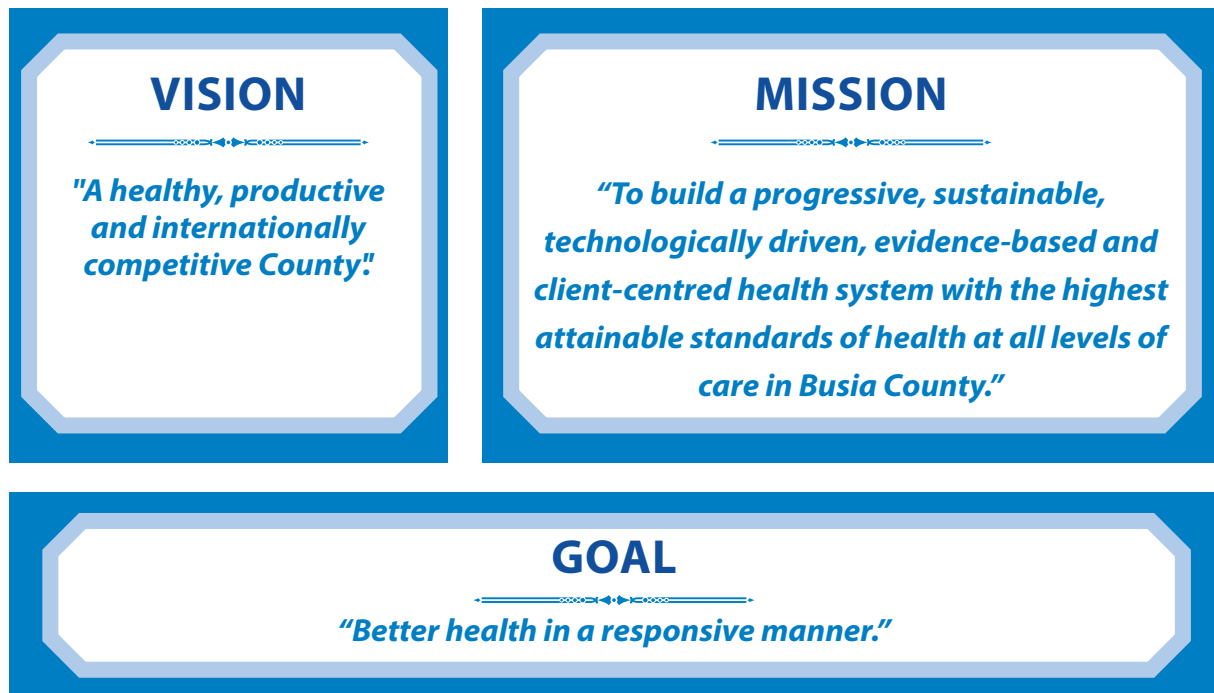 VISION
"A healthy, productive
and internationally
competitive County".
MISSION
“To build a progressive, sustainable,
technologically driven, evidence-based and
client-centred health system with the highest
attainable standards of health at all levels of
care in Busia County.”
GOAL
“Better health in a responsive manner.”